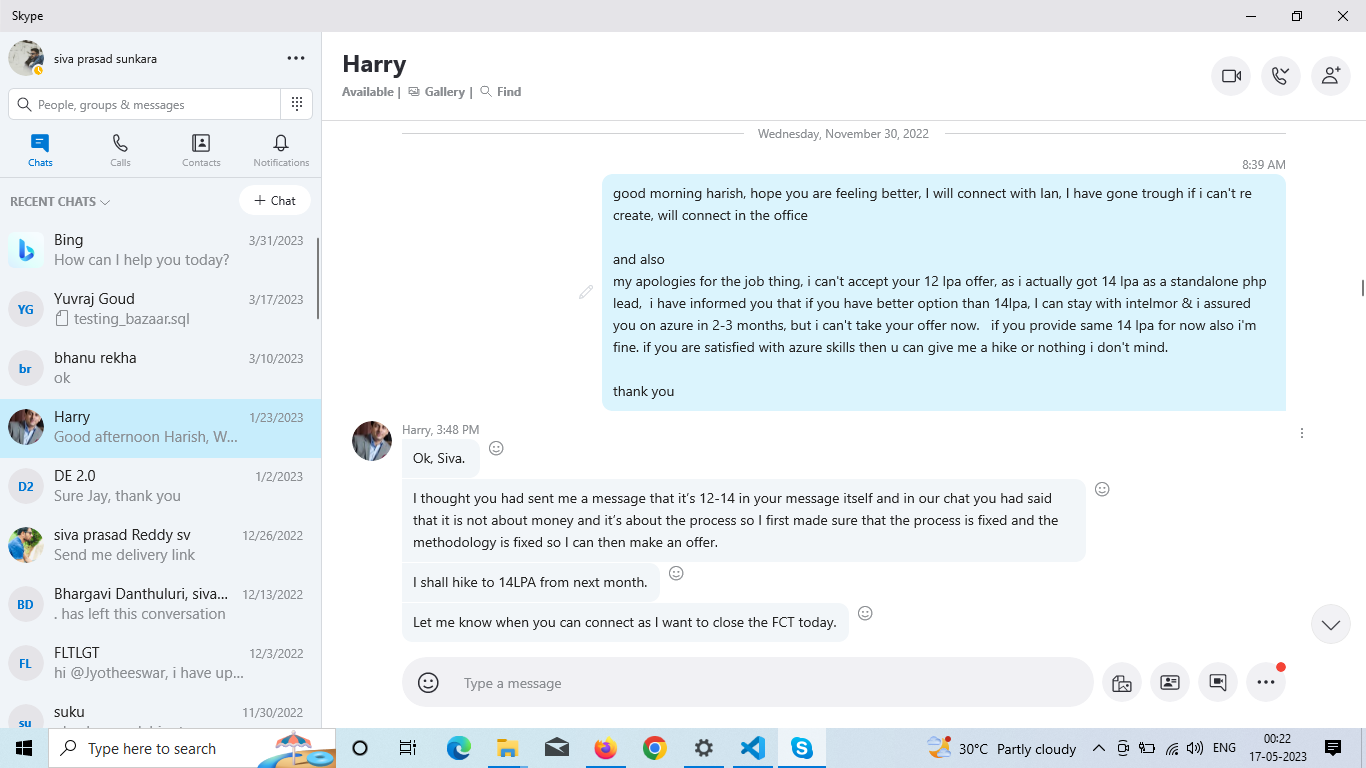 Skype
siva prasad sunkara
People, groups & messages
Chats
Calls
Contacts
Notifications
RECENT CHATS
+ Chat
Bing
3/31/2023
How can I help you today?
YG
Yuvraj Goud
3/17/2023
testing_bazaar.sql
br
bhanu rekha
3/10/2023
ok
Harry
1/23/2023
Good afternoon Harish, W...
D2
DE 2.0
1/2/2023
Sure Jay, thank you
siva prasad Reddy sv
12/26/2022
Send me delivery link
BD
Bhargavi Danthuluri, siva...
12/13/2022
. has left this conversation
FL
FLTLGT
12/3/2022
hi @Jyotheeswar, i have up...
su
suku
11/30/2022
Harry
Available | Gallery | Find
Wednesday, November 30, 2022
8:39 AM
good morning harish, hope you are feeling better, I will connect with Ian, I have gone trough if i can't re
create, will connect in the office
and also
my apologies for the job thing, i can't accept your 12 lpa offer, as i actually got 14 lpa as a standalone php
lead, i have informed you that if you have better option than 14lpa, I can stay with intelmor & i assured
you on azure in 2-3 months, but i can't take your offer now. if you provide same 14 lpa for now also i'm
fine. if you are satisfied with azure skills then u can give me a hike or nothing i don't mind.
thank you
Harry, 3:48 PM
Ok, Siva.
I thought you had sent me a message that it's 12-14 in your message itself and in our chat you had said
that it is not about money and it's about the process so I first made sure that the process is fixed and the
methodology is fixed so I can then make an offer.
I shall hike to 14LPA from next month.
Let me know when you can connect as I want to close the FCT today.
Type a message
Type here to search
30°C Partly cloudy
ENG
00:22
17-05-2023